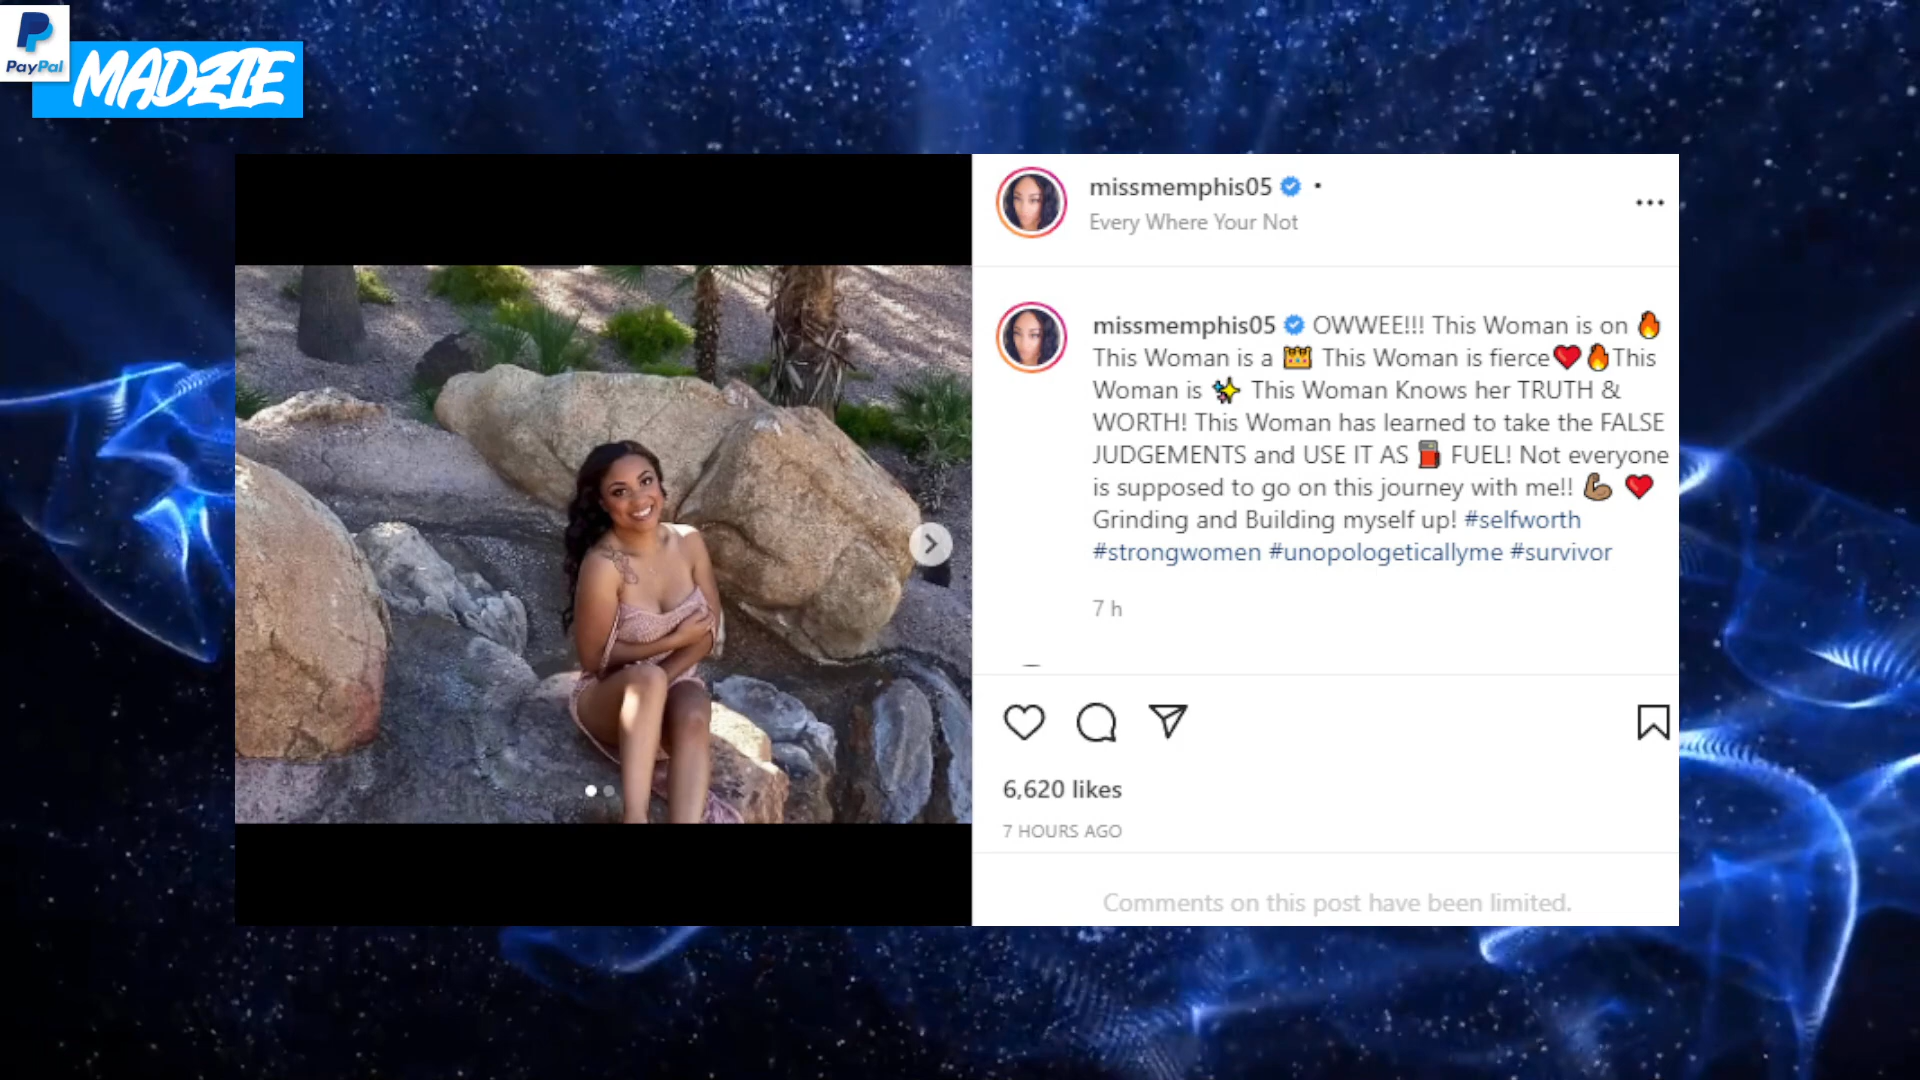 PayPal
MADZIE
missmemphis05 •
Every Where Your Not
missmemphis05 OWWEE!!! This Woman is on 🔥
This Woman is a 👑 This Woman is fierce❤️🔥This
Woman is ✨ This Woman Knows her TRUTH &
WORTH! This Woman has learned to take the FALSE
JUDGEMENTS and USE IT AS ⛽ FUEL! Not everyone
is supposed to go on this journey with me!! 💪🏽 ❤️
Grinding and Building myself up! #selfworth
#strongwomen #unopologeticallyme #survivor
7 h
6,620 likes
7 HOURS AGO
Comments on this post have been limited.